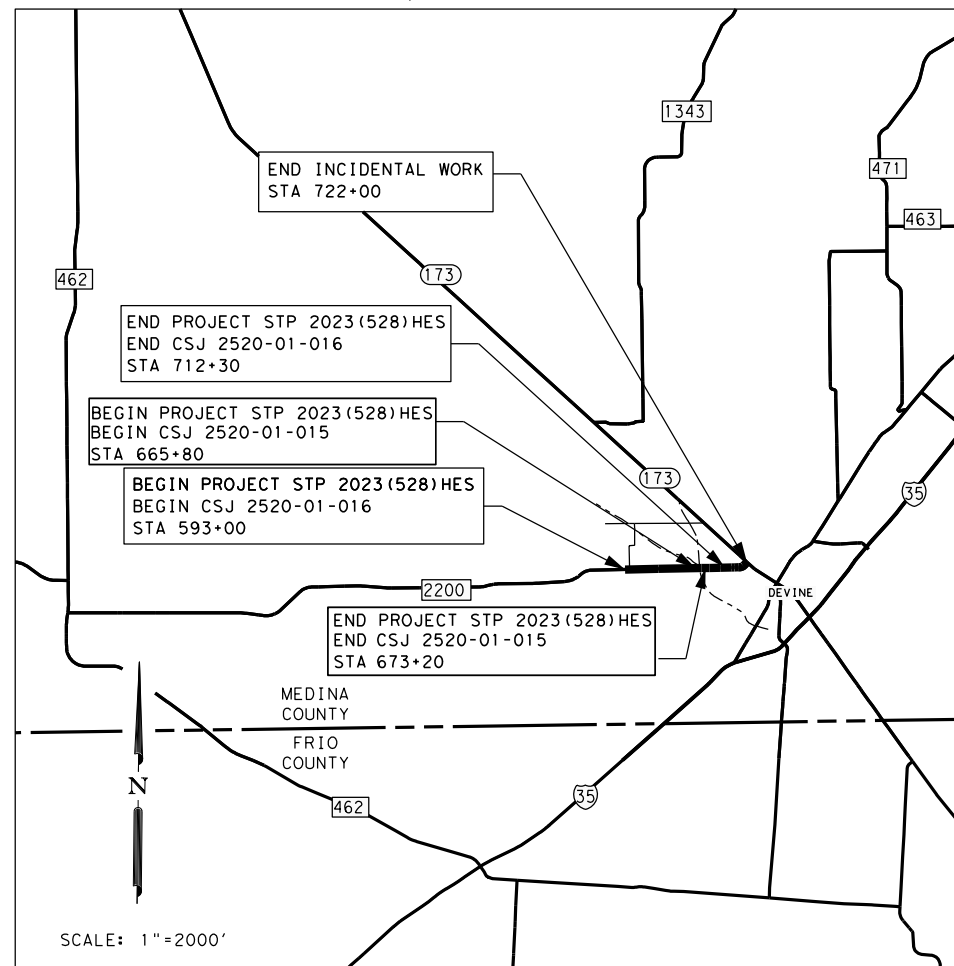 1343
END INCIDENTAL WORK
STA 722+00
471
463
462
173
END PROJECT STP 2023(528)HES
END CSJ 2520-01-016
STA 712+30
BEGIN PROJECT STP 2023(528)HES
BEGIN CSJ 2520-01-015
STA 665+80
173
35
BEGIN PROJECT STP 2023(528)HES
BEGIN CSJ 2520-01-016
STA 593+00
2200
DEVINE
END PROJECT STP 2023(528)HES
END CSJ 2520-01-015
STA 673+20
MEDINA
COUNTY
FRIO
COUNTY
N
462
35
SCALE: 1"=2000'